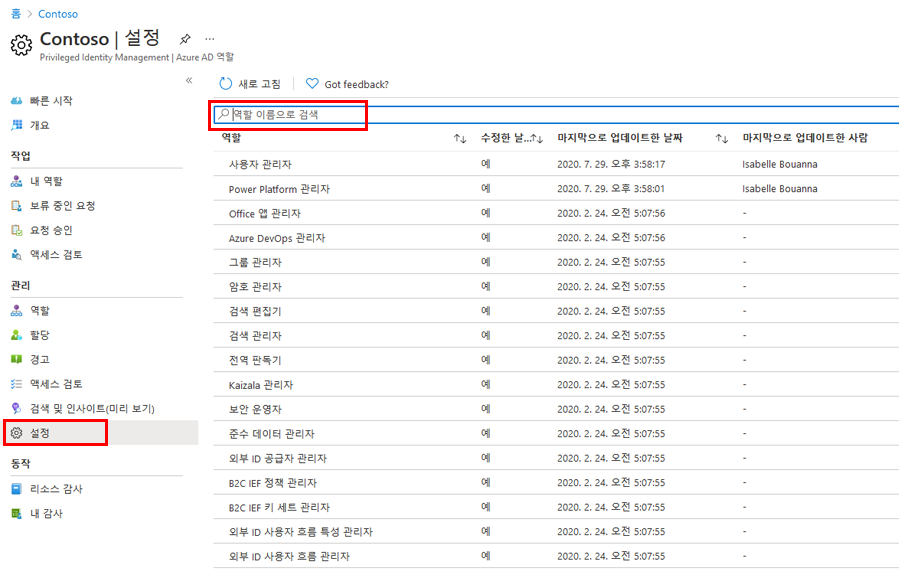 홈 > Contoso
Contoso | 설정 ...
Privileged Identity Management | Azure AD 역할
«
새로 고침 | Got feedback?
빠른 시작
개요
작업
내 역할
보류 중인 요청
요청 승인
액세스 검토
관리
역할
할당
경고
액세스 검토
검색 및 인사이트(미리 보기)
설정
동작
리소스 감사
내 감사
역할 이름으로 검색
역할 ↑↓ 수정한 날...↑↓ 마지막으로 업데이트한 날짜 ↑↓ 마지막으로 업데이트한 사람
사용자 관리자 예 2020. 7. 29. 오후 3:58:17 Isabelle Bouanna
Power Platform 관리자 예 2020. 7. 29. 오후 3:58:01 Isabelle Bouanna
Office 앱 관리자 예 2020. 2. 24. 오전 5:07:56 -
Azure DevOps 관리자 예 2020. 2. 24. 오전 5:07:56 -
그룹 관리자 예 2020. 2. 24. 오전 5:07:55 -
암호 관리자 예 2020. 2. 24. 오전 5:07:55 -
검색 편집기 예 2020. 2. 24. 오전 5:07:55 -
검색 관리자 예 2020. 2. 24. 오전 5:07:55 -
전역 판독기 예 2020. 2. 24. 오전 5:07:55 -
Kaizala 관리자 예 2020. 2. 24. 오전 5:07:55 -
보안 운영자 예 2020. 2. 24. 오전 5:07:55 -
준수 데이터 관리자 예 2020. 2. 24. 오전 5:07:55 -
외부 ID 공급자 관리자 예 2020. 2. 24. 오전 5:07:55 -
B2C IEF 정책 관리자 예 2020. 2. 24. 오전 5:07:55 -
B2C IEF 키 세트 관리자 예 2020. 2. 24. 오전 5:07:55 -
외부 ID 사용자 흐름 특성 관리자 예 2020. 2. 24. 오전 5:07:55 -
외부 ID 사용자 흐름 관리자 예 2020. 2. 24. 오전 5:07:55 -